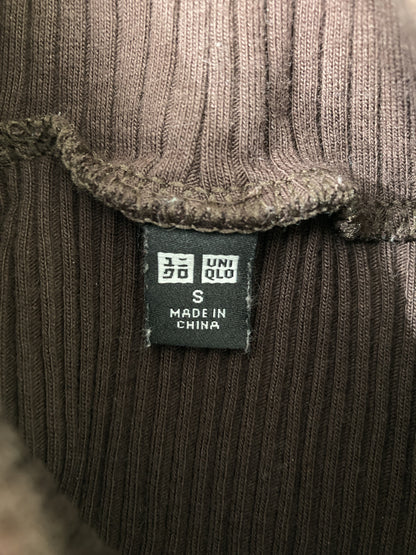 ユニ UNI
クロ QLO
S
MADE IN
CHINA